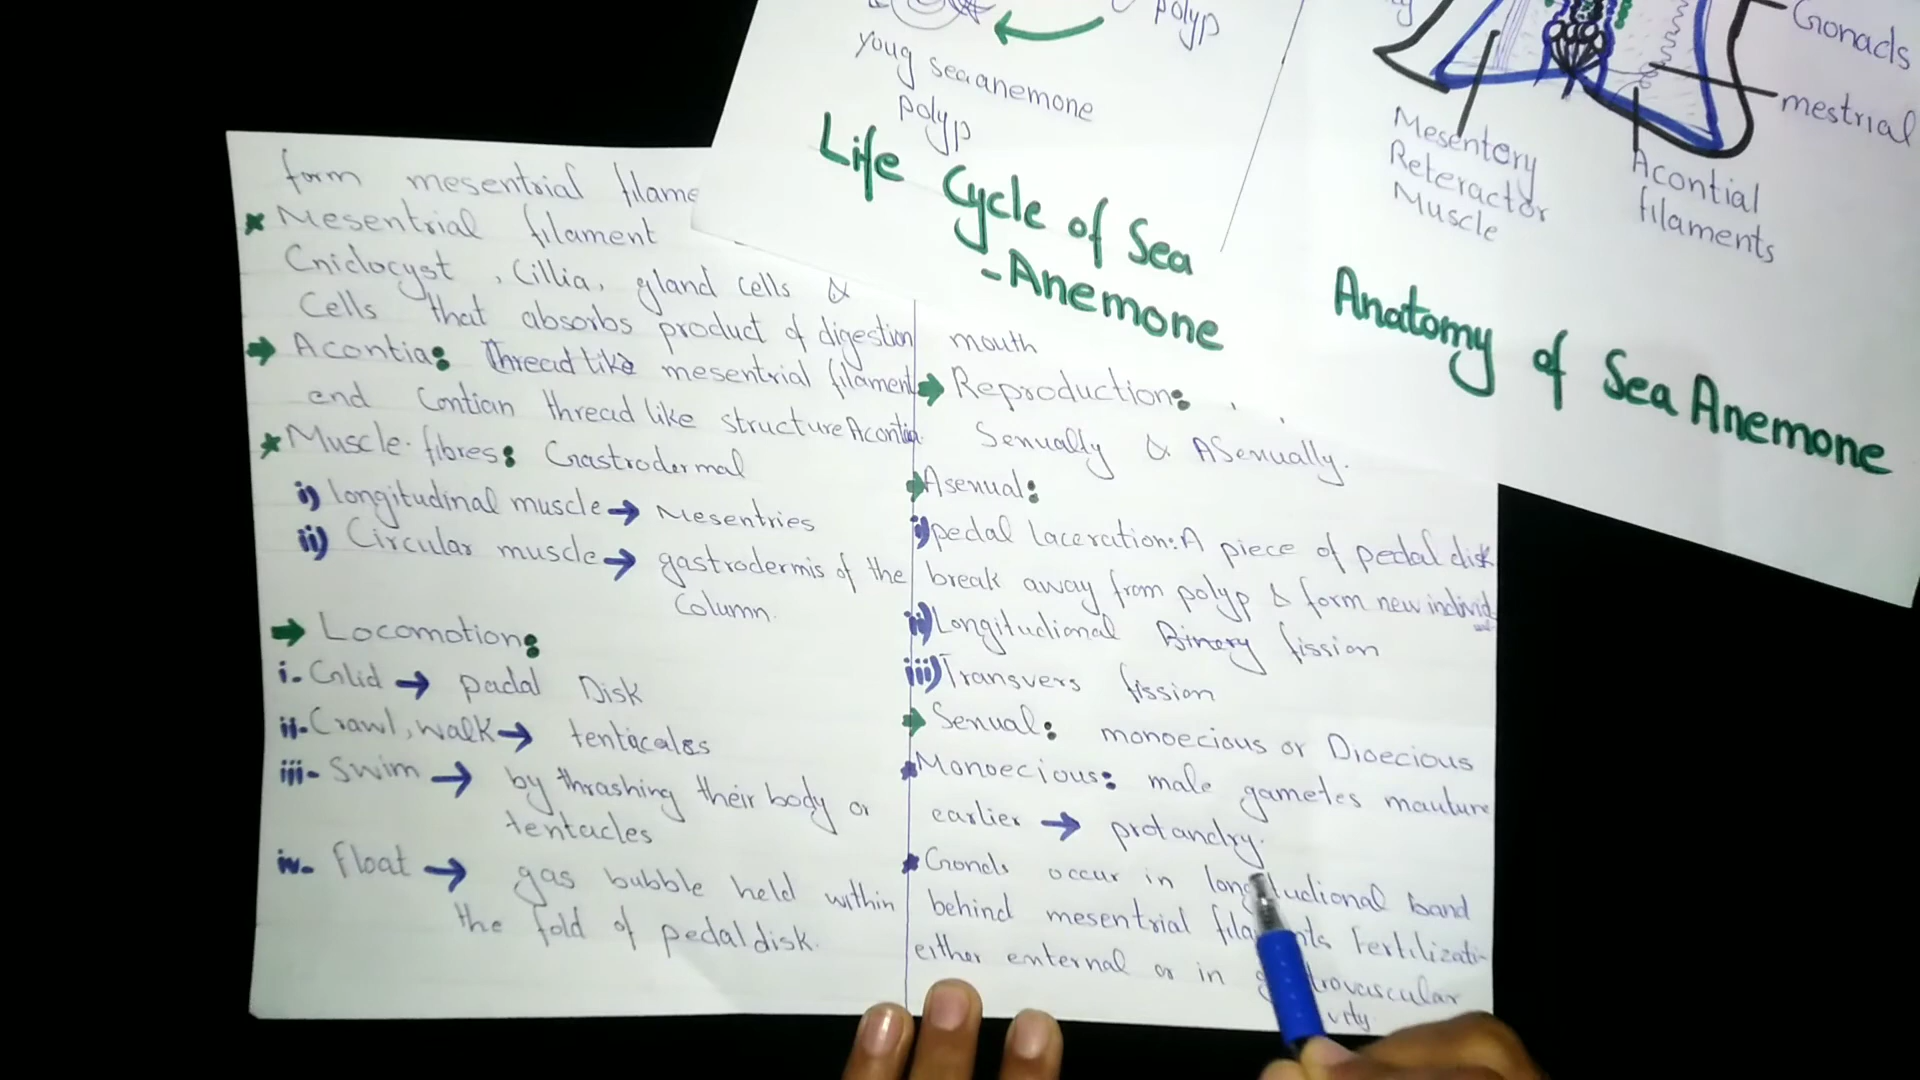 polyp
youg seaanemone
polyp
Life Cycle of Sea
-Anemone
Gonads
mestrial
Mesentory
Reteractor
Muscle
Acontial
filaments
Anatomy of Sea Anemone
form mesentrial filame
Mesentrial filament
Cnidocyst, Cillia, gland cells &
Cells that absorbs product of digestion
Acontia: Thread like mesentrial filament
end Contian thread like structure Acontia
Muscle fibres: Gastrodermal
i) longitudinal muscle → Mesentries
ii) Circular muscle → gastrodermis of the
Column.
Locomotion:
i. Glid → padal Disk
ii. Crawl, walk → tentacales
iii- Swim → by thrashing their body or
tentacles
iv- Float → gas bubble held within
the fold of pedal disk.
mouth
Reproduction:
Sexually & ASexually.
Asexual:
i) pedal laceration: A piece of pedal disk
break away from polyp & form new individ
ual
ii) Longitudional Binary fission
iii) Transvers fission
Sexual: monoecious or Dioecious
Monoecious: male gametes mauture
earlier → protandry.
Gonds occur in band
behind mesentrial Fertilizati-
either external or in